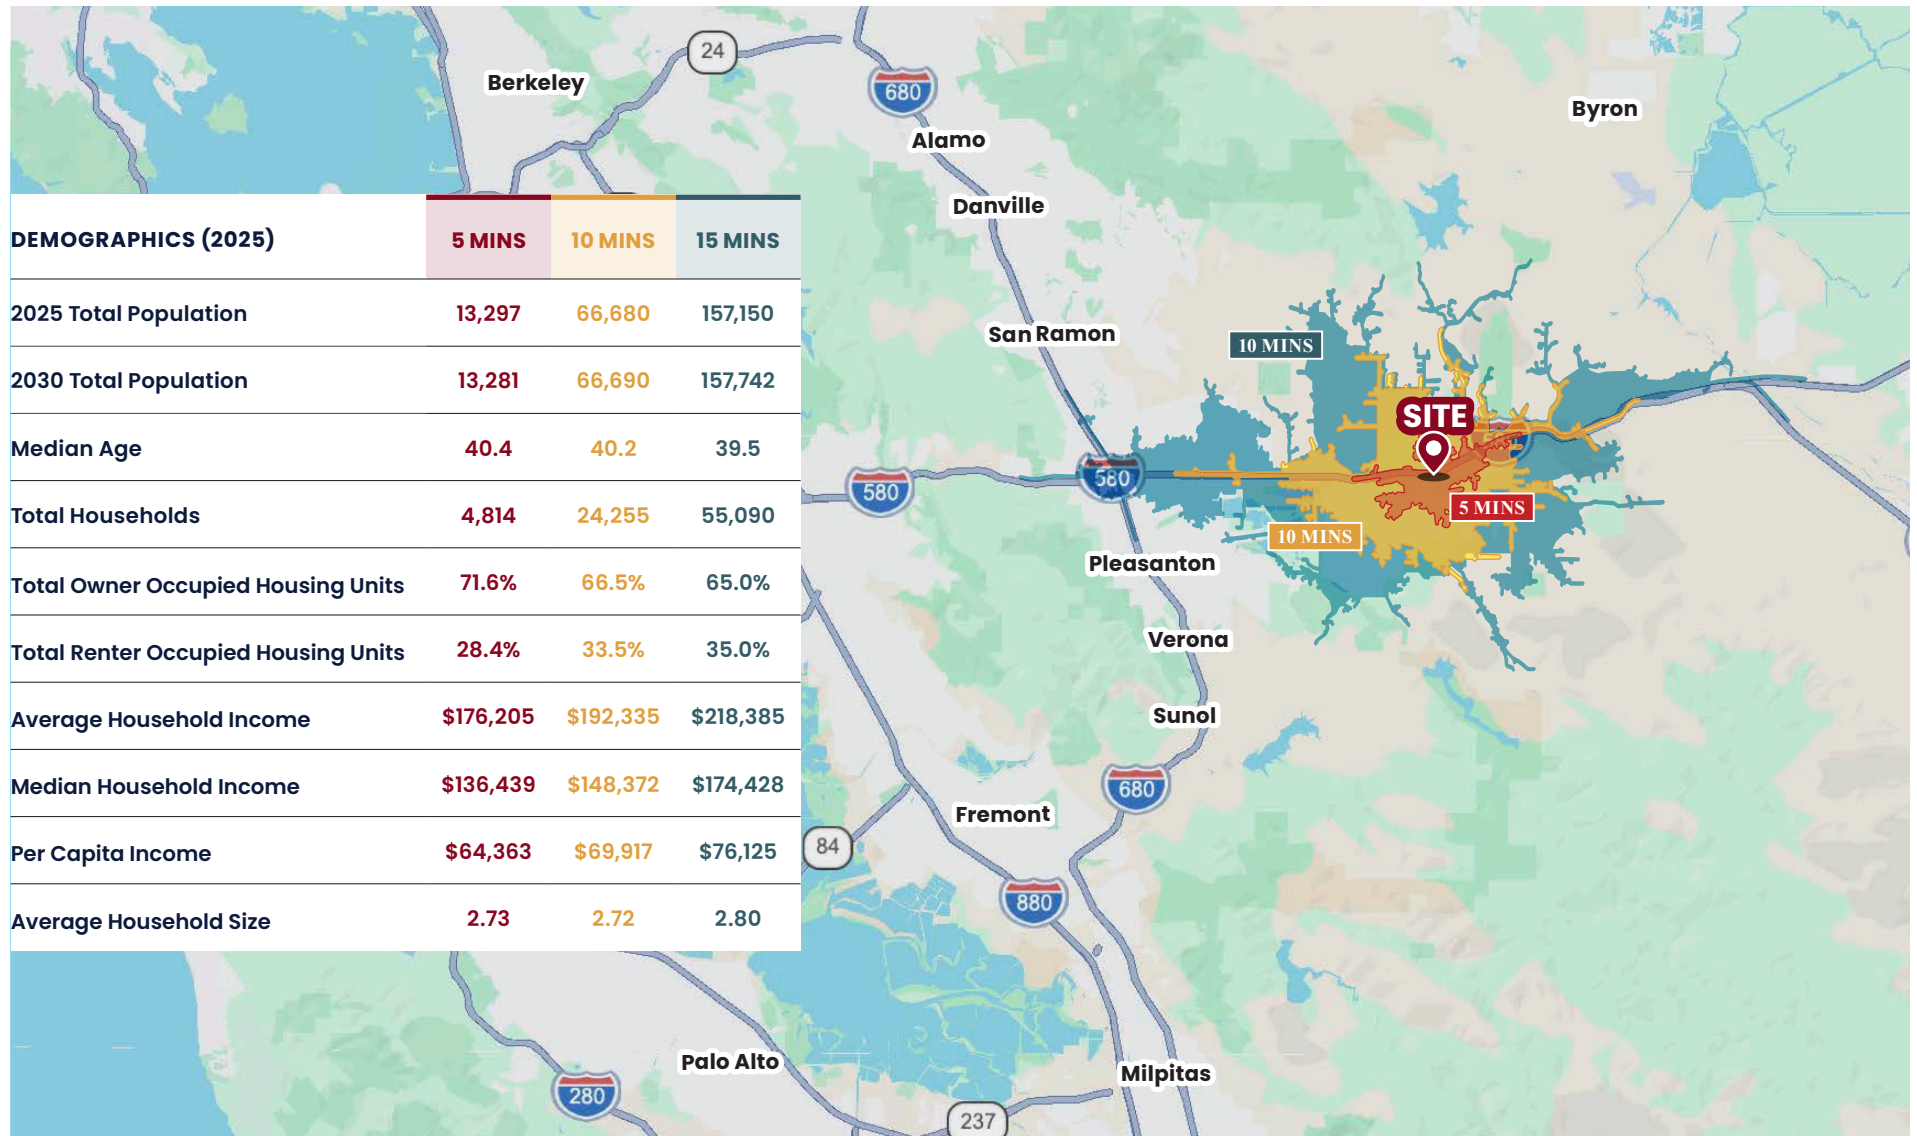 24
Berkeley
680
Byron
Alamo
Danville
DEMOGRAPHICS (2025) 5 MINS 10 MINS 15 MINS
2025 Total Population 13,297 66,680 157,150
2030 Total Population 13,281 66,690 157,742
Median Age 40.4 40.2 39.5
Total Households 4,814 24,255 55,090
Total Owner Occupied Housing Units 71.6% 66.5% 65.0%
Total Renter Occupied Housing Units 28.4% 33.5% 35.0%
Average Household Income $176,205 $192,335 $218,385
Median Household Income $136,439 $148,372 $174,428
Per Capita Income $64,363 $69,917 $76,125
Average Household Size 2.73 2.72 2.80
San Ramon
10 MINS
SITE
580
580
5 MINS
10 MINS
Pleasanton
Verona
Sunol
680
Fremont
84
880
Palo Alto
Milpitas
280
237